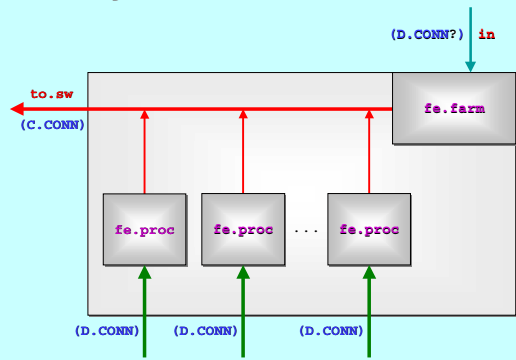 (D.CONN?) in
to.sw
fe.farm
(C.CONN)
fe.proc fe.proc ... fe.proc
(D.CONN) (D.CONN) (D.CONN)